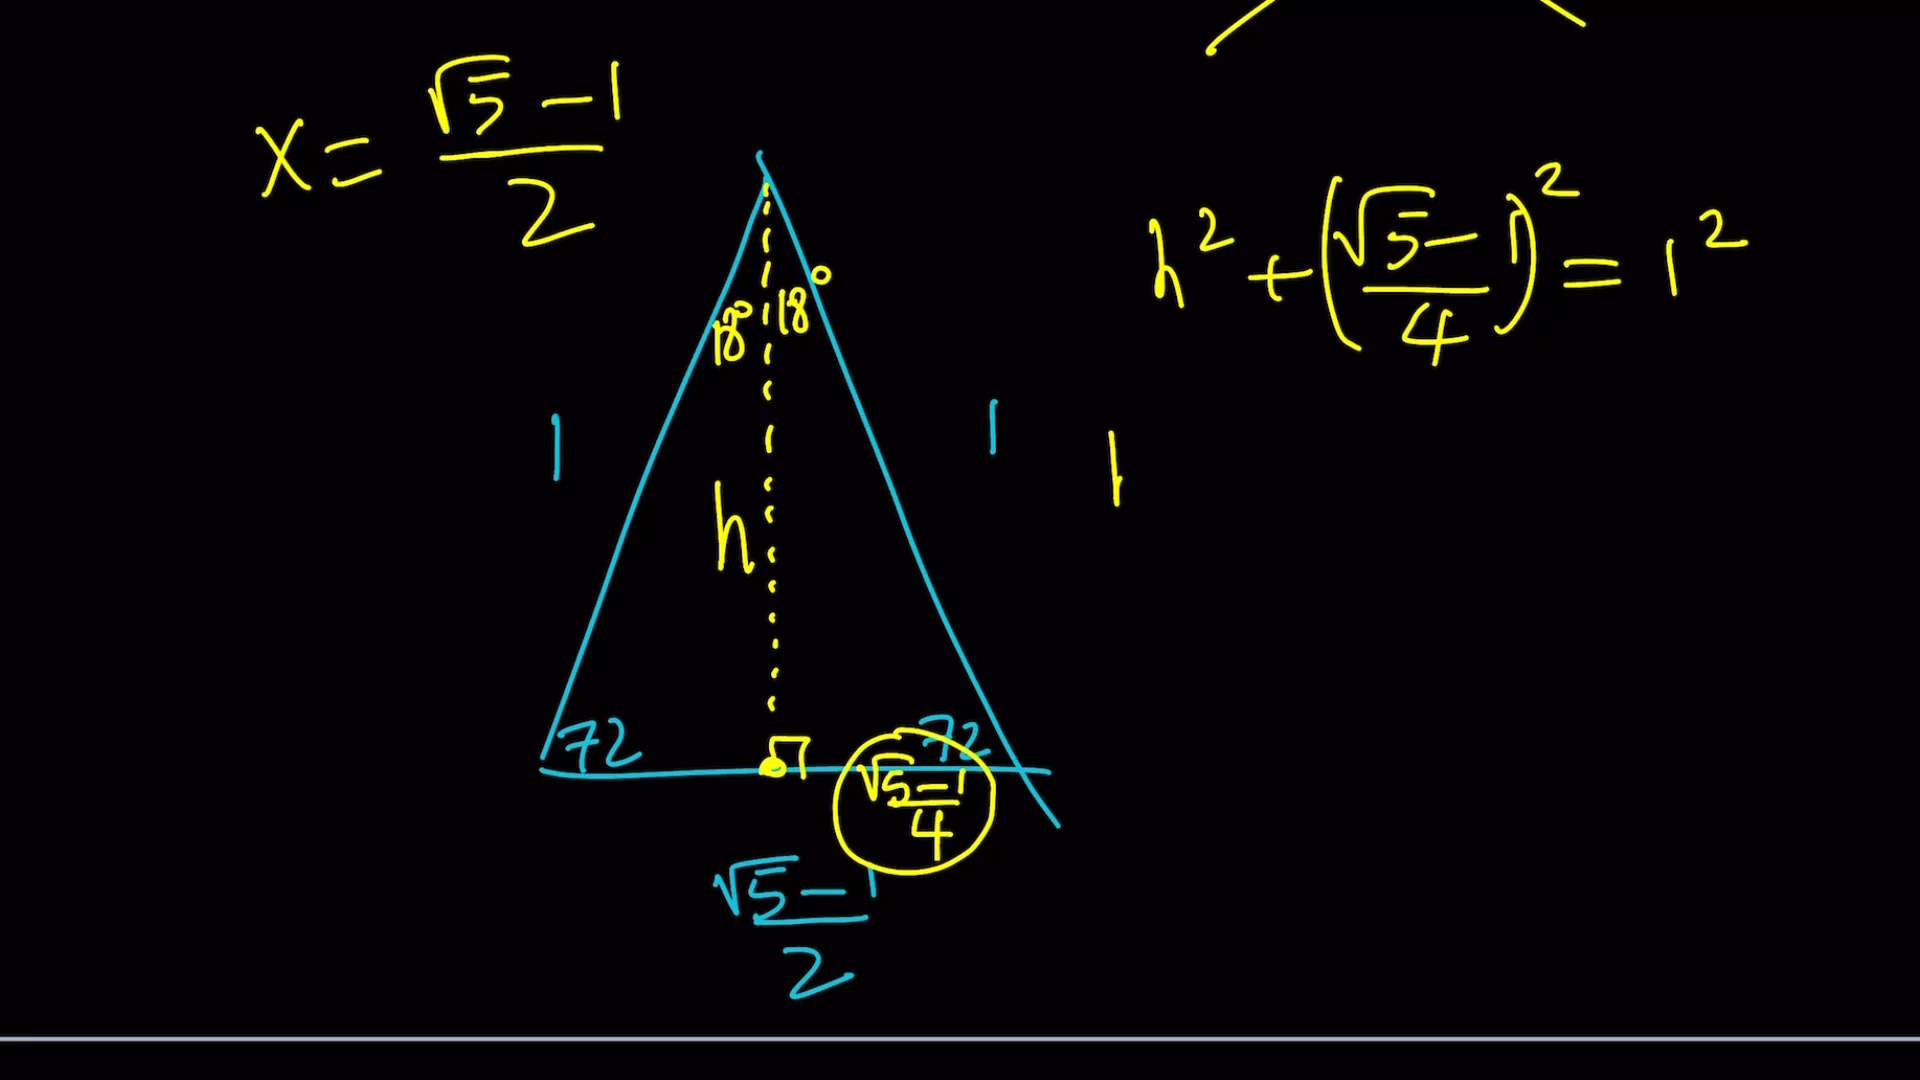 x = (√5 - 1)/2
h² + ((√5 - 1)/4)² = 1²
18° 18°
1 1
h
72 72
(√5 - 1)/4
(√5 - 1)/2